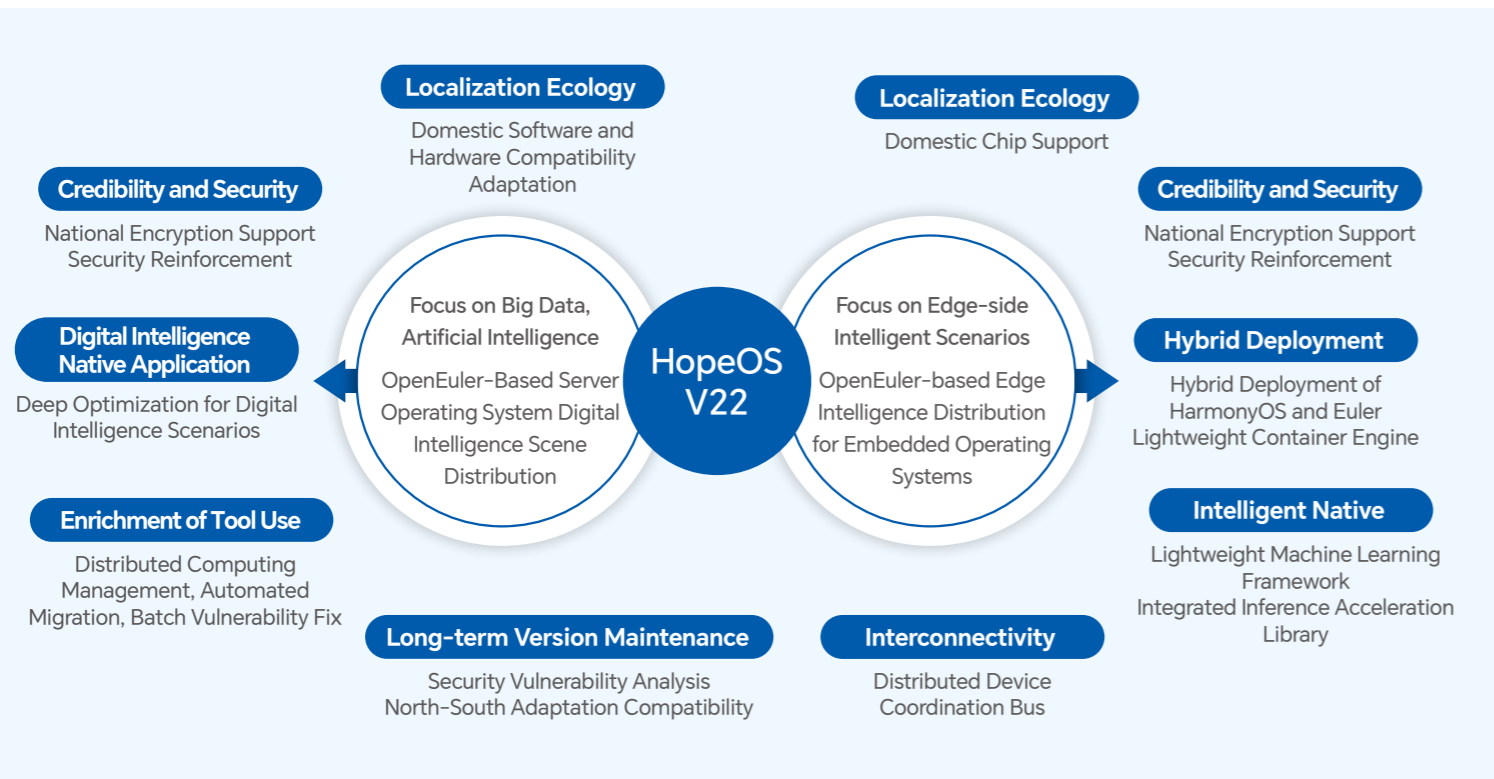 Localization Ecology
Domestic Software and
Hardware Compatibility
Adaptation
Credibility and Security
National Encryption Support
Security Reinforcement
Digital Intelligence
Native Application
Deep Optimization for Digital
Intelligence Scenarios
Enrichment of Tool Use
Distributed Computing
Management, Automated
Migration, Batch Vulnerability Fix
Long-term Version Maintenance
Security Vulnerability Analysis
North-South Adaptation Compatibility
Focus on Big Data,
Artificial Intelligence
OpenEuler-Based Server
Operating System Digital
Intelligence Scene
Distribution
HopeOS
V22
Focus on Edge-side
Intelligent Scenarios
OpenEuler-based Edge
Intelligence Distribution
for Embedded Operating
Systems
Localization Ecology
Domestic Chip Support
Credibility and Security
National Encryption Support
Security Reinforcement
Hybrid Deployment
Hybrid Deployment of
HarmonyOS and Euler
Lightweight Container Engine
Intelligent Native
Lightweight Machine Learning
Framework
Integrated Inference Acceleration
Library
Interconnectivity
Distributed Device
Coordination Bus